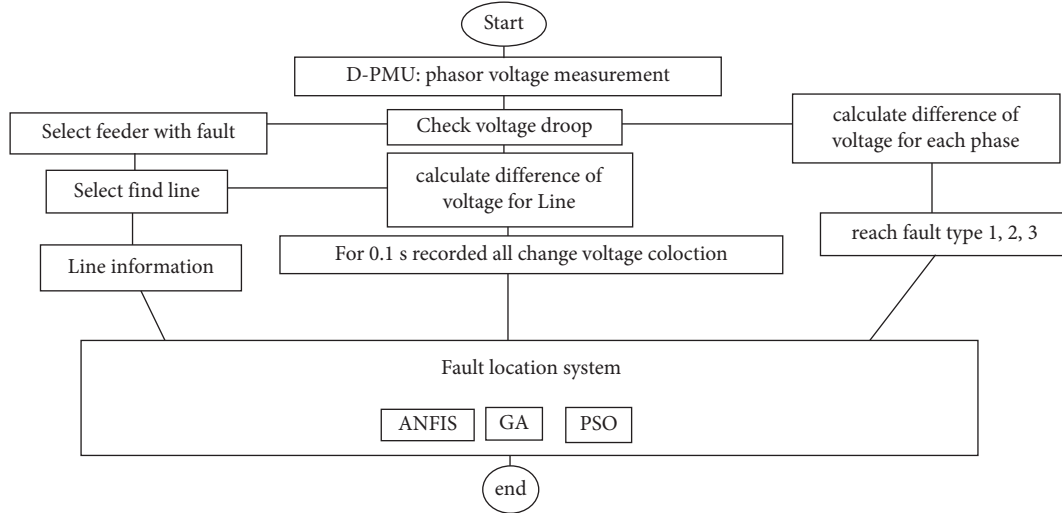 Start
D-PMU: phasor voltage measurement
Select feeder with fault
Check voltage droop
calculate difference of
voltage for each phase
Select find line
calculate difference of
voltage for Line
reach fault type 1, 2, 3
Line information
For 0.1 s recorded all change voltage coloction
Fault location system
ANFIS
GA
PSO
end